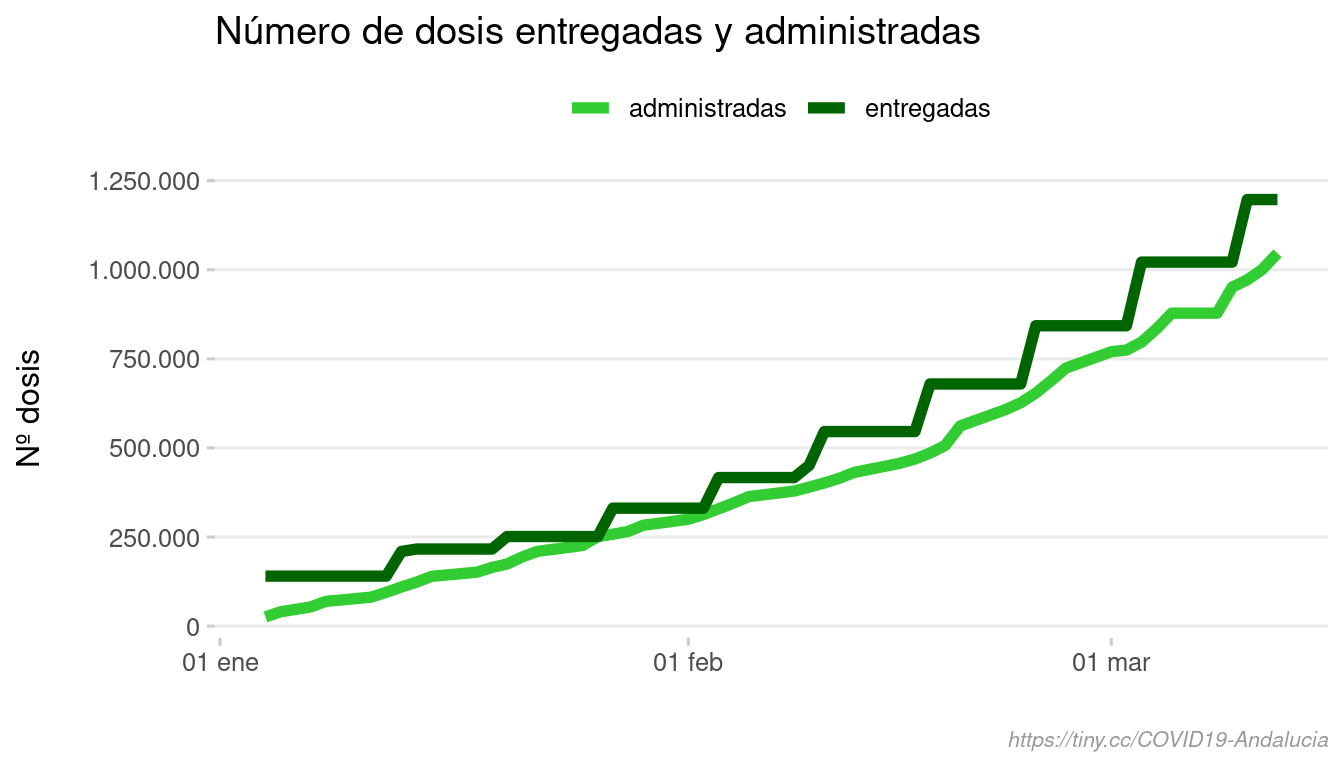 Número de dosis entregadas y administradas
administradas entregadas
1.250.000
1.000.000
750.000
500.000
250.000
0
Nº dosis
01 ene 01 feb 01 mar
https://tiny.cc/COVID19-Andalucia